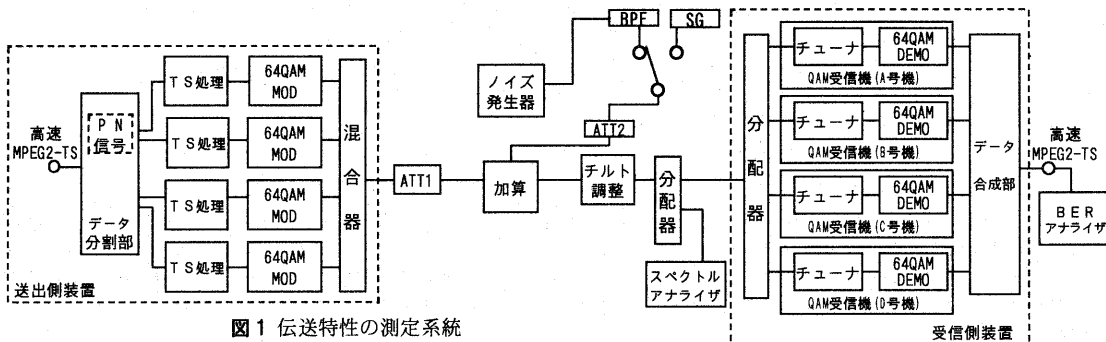 高速
MPEG2-TS
PN
信号
データ
分割部
TS処理
64QAM
MOD
TS処理
64QAM
MOD
TS処理
64QAM
MOD
TS処理
64QAM
MOD
混合器
送出側装置
ATT1
ノイズ
発生器
BPF
SG
ATT2
加算
チルト
調整
分配器
スペクトル
アナライザ
分配器
チューナ
64QAM
DEMO
QAM受信機(A号機)
チューナ
64QAM
DEMO
QAM受信機(B号機)
チューナ
64QAM
DEMO
QAM受信機(C号機)
チューナ
64QAM
DEMO
QAM受信機(D号機)
データ
合成部
受信側装置
高速
MPEG2-TS
BER
アナライザ
図1 伝送特性の測定系統